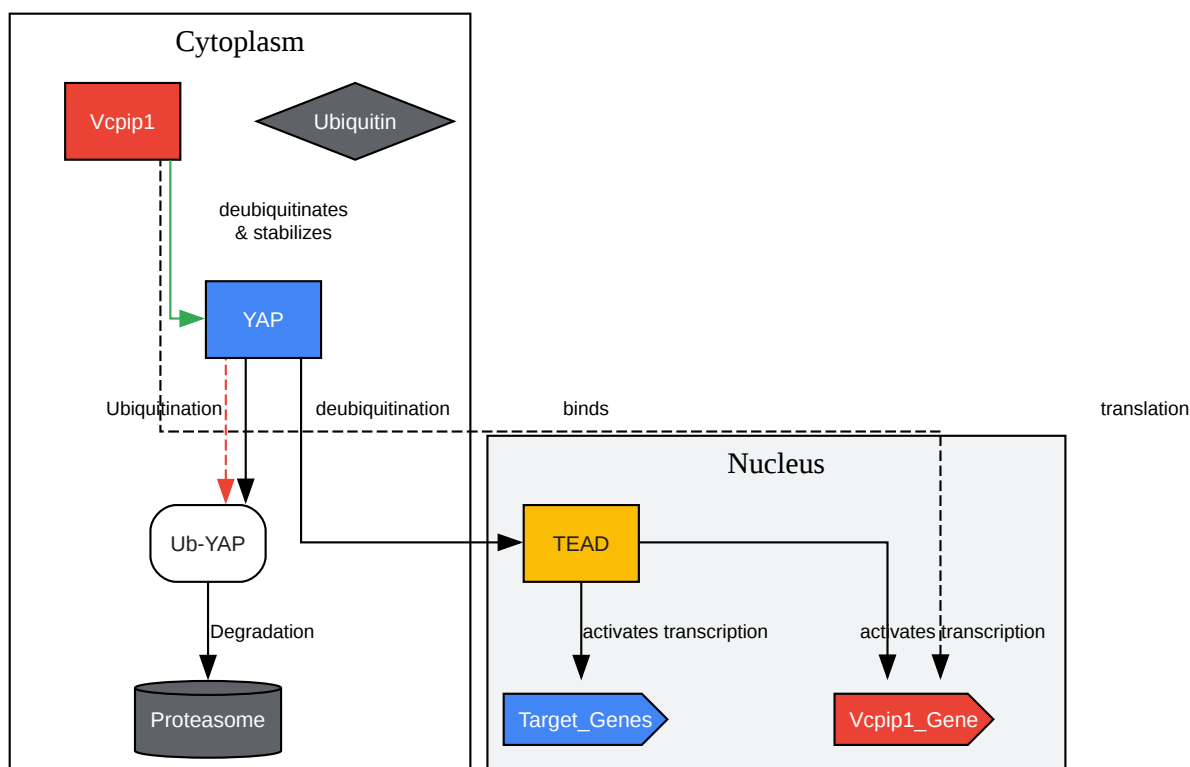 Cytoplasm
Vcpip1
Ubiquitin
deubiquitinates
& stabilizes
YAP
Ubiquitination
deubiquitination
binds
translation
Nucleus
Ub-YAP
TEAD
Degradation
activates transcription
activates transcription
Proteasome
Target_Genes
Vcpip1_Gene